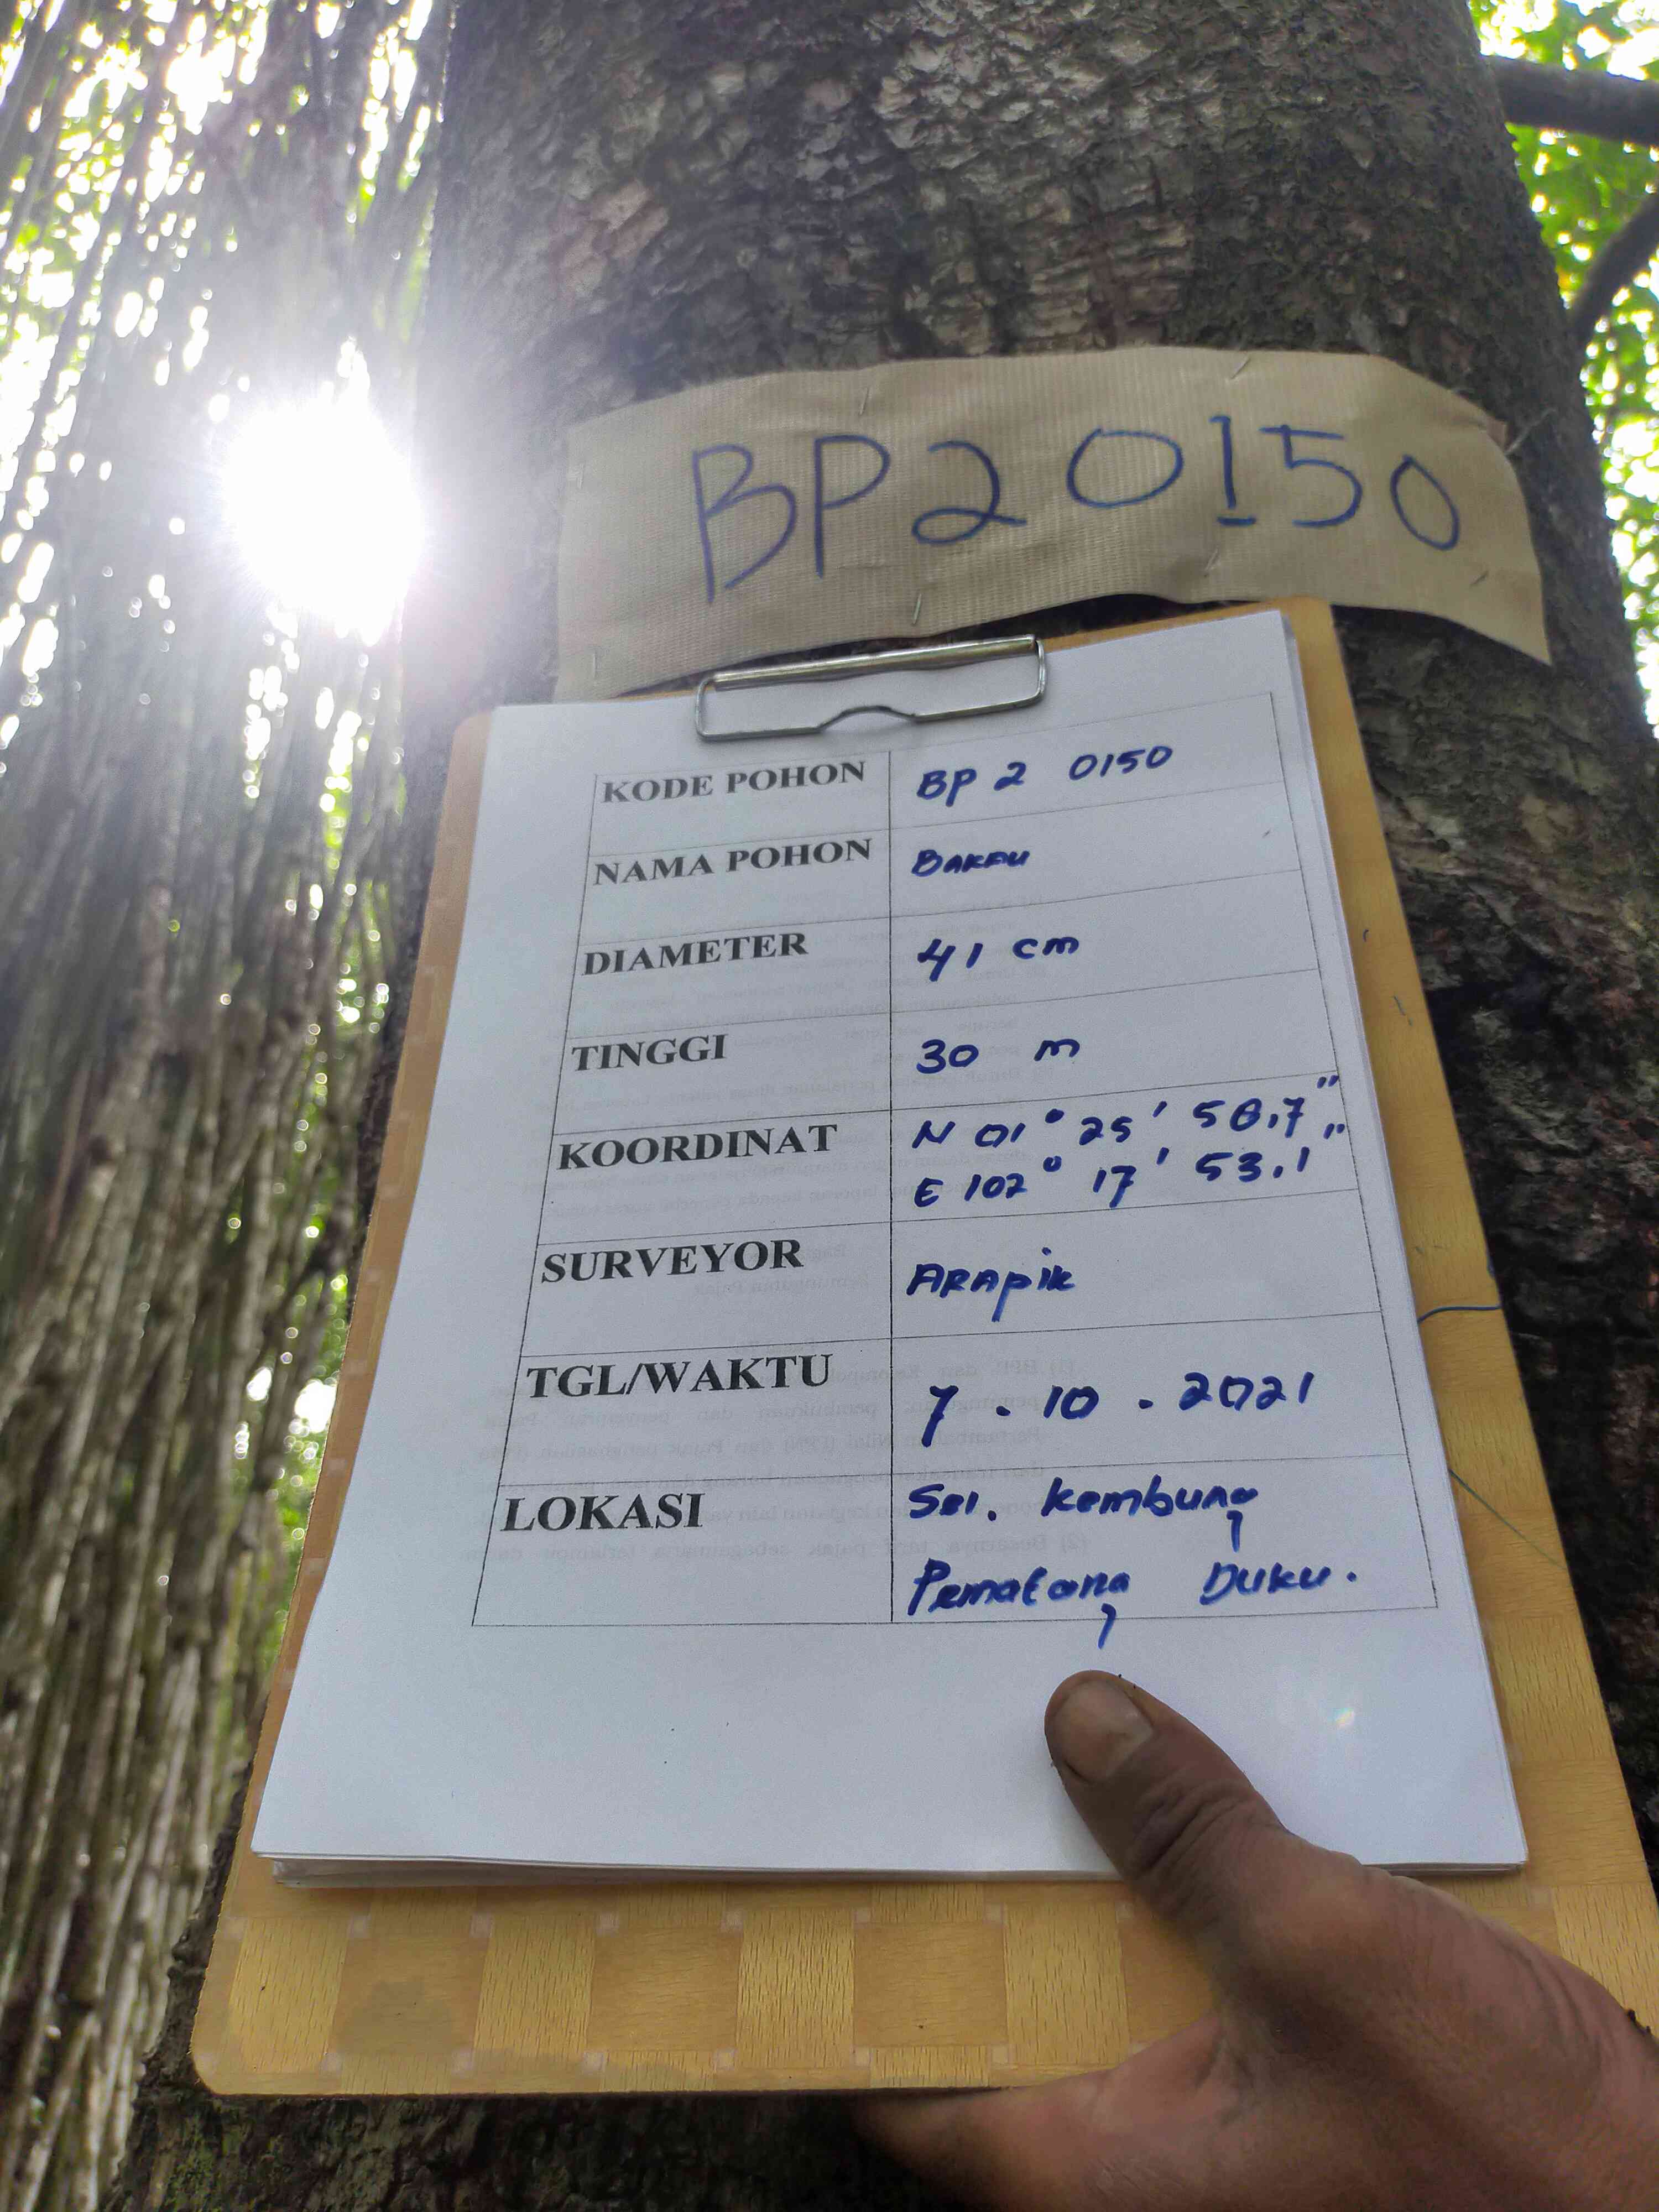 BP20150
KODE POHON BP 2 0150
NAMA POHON BAKAU
DIAMETER 41 cm
TINGGI 30 m
KOORDINAT N 01° 25' 58,7"
E 102° 17' 53.1"
SURVEYOR ARApik
TGL/WAKTU 7 . 10 . 2021
LOKASI Sei. Kembung
Pematang Duku.